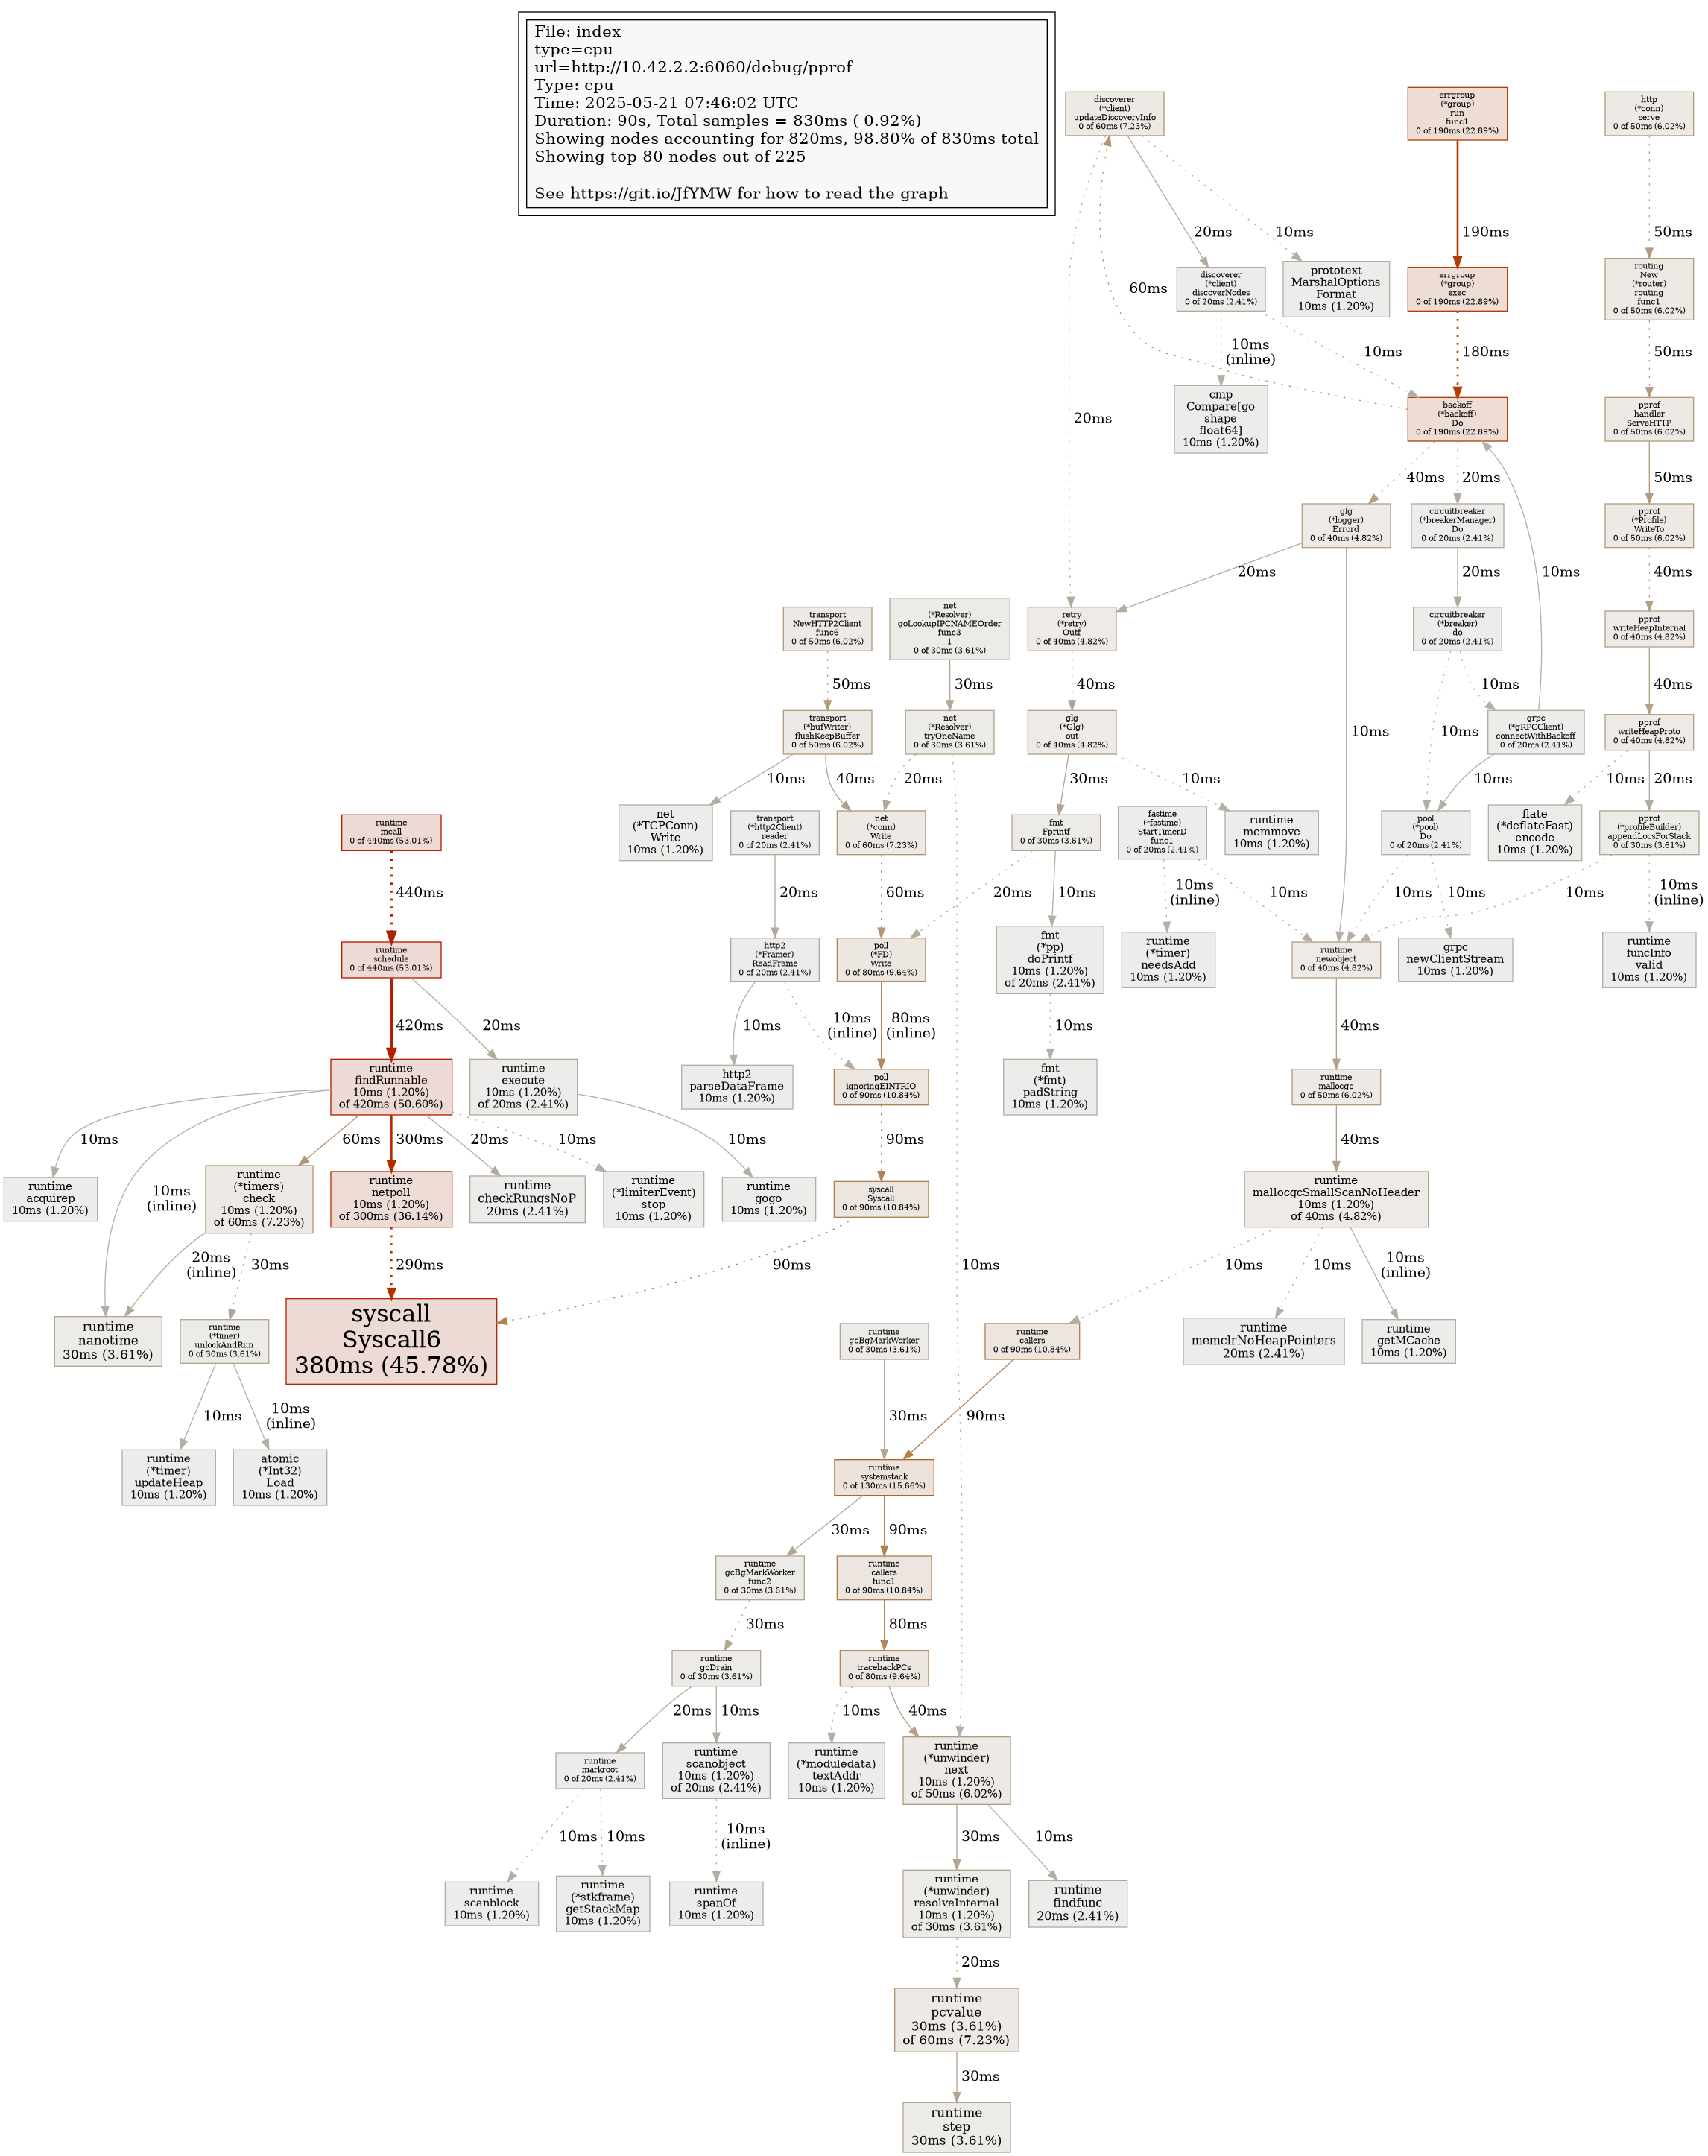 File: index
type=cpu
url=http://10.42.2.2:6060/debug/pprof
Type: cpu
Time: 2025-05-21 07:46:02 UTC
Duration: 90s, Total samples = 830ms ( 0.92%)
Showing nodes accounting for 820ms, 98.80% of 830ms total
Showing top 80 nodes out of 225
See https://git.io/JfYMW for how to read the graph
discoverer
(*client)
updateDiscoveryInfo
0 of 60ms (7.23%)
errgroup
(*group)
run
func1
0 of 190ms (22.89%)
http
(*conn)
serve
0 of 50ms (6.02%)
20ms
10ms
190ms
50ms
60ms
discoverer
(*client)
discoverNodes
0 of 20ms (2.41%)
prototext
MarshalOptions
Format
10ms (1.20%)
errgroup
(*group)
exec
0 of 190ms (22.89%)
routing
New
(*router)
routing
func1
0 of 50ms (6.02%)
10ms
(inline)
10ms
180ms
50ms
20ms
cmp
Compare[go
shape
float64]
10ms (1.20%)
backoff
(*backoff)
Do
0 of 190ms (22.89%)
pprof
handler
ServeHTTP
0 of 50ms (6.02%)
40ms
20ms
50ms
glg
(*logger)
Errord
0 of 40ms (4.82%)
circuitbreaker
(*breakerManager)
Do
0 of 20ms (2.41%)
pprof
(*Profile)
WriteTo
0 of 50ms (6.02%)
20ms
20ms
10ms
40ms
transport
NewHTTP2Client
func6
0 of 50ms (6.02%)
net
(*Resolver)
goLookupIPCNAMEOrder
func3
1
0 of 30ms (3.61%)
retry
(*retry)
Outf
0 of 40ms (4.82%)
circuitbreaker
(*breaker)
do
0 of 20ms (2.41%)
pprof
writeHeapInternal
0 of 40ms (4.82%)
50ms
30ms
40ms
10ms
40ms
transport
(*bufWriter)
flushKeepBuffer
0 of 50ms (6.02%)
net
(*Resolver)
tryOneName
0 of 30ms (3.61%)
glg
(*Glg)
out
0 of 40ms (4.82%)
10ms
grpc
(*gRPCClient)
connectWithBackoff
0 of 20ms (2.41%)
pprof
writeHeapProto
0 of 40ms (4.82%)
10ms
40ms
20ms
30ms
10ms
10ms
10ms
10ms
20ms
runtime
mcall
0 of 440ms (53.01%)
net
(*TCPConn)
Write
10ms (1.20%)
transport
(*http2Client)
reader
0 of 20ms (2.41%)
net
(*conn)
Write
0 of 60ms (7.23%)
fmt
Fprintf
0 of 30ms (3.61%)
fastime
(*fastime)
StartTimerD
func1
0 of 20ms (2.41%)
runtime
memmove
10ms (1.20%)
pool
(*pool)
Do
0 of 20ms (2.41%)
flate
(*deflateFast)
encode
10ms (1.20%)
pprof
(*profileBuilder)
appendLocsForStack
0 of 30ms (3.61%)
440ms
20ms
60ms
20ms
10ms
10ms
(inline)
10ms
10ms
10ms
10ms
10ms
(inline)
runtime
schedule
0 of 440ms (53.01%)
http2
(*Framer)
ReadFrame
0 of 20ms (2.41%)
poll
(*FD)
Write
0 of 80ms (9.64%)
fmt
(*pp)
doPrintf
10ms (1.20%)
of 20ms (2.41%)
runtime
(*timer)
needsAdd
10ms (1.20%)
runtime
newobject
0 of 40ms (4.82%)
grpc
newClientStream
10ms (1.20%)
runtime
funcInfo
valid
10ms (1.20%)
420ms
20ms
10ms
10ms
(inline)
80ms
(inline)
10ms
40ms
runtime
findRunnable
10ms (1.20%)
of 420ms (50.60%)
runtime
execute
10ms (1.20%)
of 20ms (2.41%)
http2
parseDataFrame
10ms (1.20%)
poll
ignoringEINTRIO
0 of 90ms (10.84%)
fmt
(*fmt)
padString
10ms (1.20%)
runtime
mallocgc
0 of 50ms (6.02%)
10ms
10ms
(inline)
60ms
300ms
20ms
10ms
10ms
90ms
40ms
runtime
acquirep
10ms (1.20%)
runtime
(*timers)
check
10ms (1.20%)
of 60ms (7.23%)
runtime
netpoll
10ms (1.20%)
of 300ms (36.14%)
runtime
checkRunqsNoP
20ms (2.41%)
runtime
(*limiterEvent)
stop
10ms (1.20%)
runtime
gogo
10ms (1.20%)
syscall
Syscall
0 of 90ms (10.84%)
runtime
mallocgcSmallScanNoHeader
10ms (1.20%)
of 40ms (4.82%)
20ms
(inline)
30ms
290ms
90ms
10ms
10ms
10ms
10ms
(inline)
runtime
nanotime
30ms (3.61%)
runtime
(*timer)
unlockAndRun
0 of 30ms (3.61%)
syscall
Syscall6
380ms (45.78%)
runtime
gcBgMarkWorker
0 of 30ms (3.61%)
runtime
callers
0 of 90ms (10.84%)
runtime
memclrNoHeapPointers
20ms (2.41%)
runtime
getMCache
10ms (1.20%)
10ms
10ms
(inline)
30ms
90ms
runtime
(*timer)
updateHeap
10ms (1.20%)
atomic
(*Int32)
Load
10ms (1.20%)
runtime
systemstack
0 of 130ms (15.66%)
30ms
90ms
runtime
gcBgMarkWorker
func2
0 of 30ms (3.61%)
runtime
callers
func1
0 of 90ms (10.84%)
30ms
80ms
runtime
gcDrain
0 of 30ms (3.61%)
runtime
tracebackPCs
0 of 80ms (9.64%)
20ms
10ms
10ms
40ms
runtime
markroot
0 of 20ms (2.41%)
runtime
scanobject
10ms (1.20%)
of 20ms (2.41%)
runtime
(*moduledata)
textAddr
10ms (1.20%)
runtime
(*unwinder)
next
10ms (1.20%)
of 50ms (6.02%)
10ms
10ms
10ms
(inline)
30ms
10ms
runtime
scanblock
10ms (1.20%)
runtime
(*stkframe)
getStackMap
10ms (1.20%)
runtime
spanOf
10ms (1.20%)
runtime
(*unwinder)
resolveInternal
10ms (1.20%)
of 30ms (3.61%)
runtime
findfunc
20ms (2.41%)
20ms
runtime
pcvalue
30ms (3.61%)
of 60ms (7.23%)
30ms
runtime
step
30ms (3.61%)